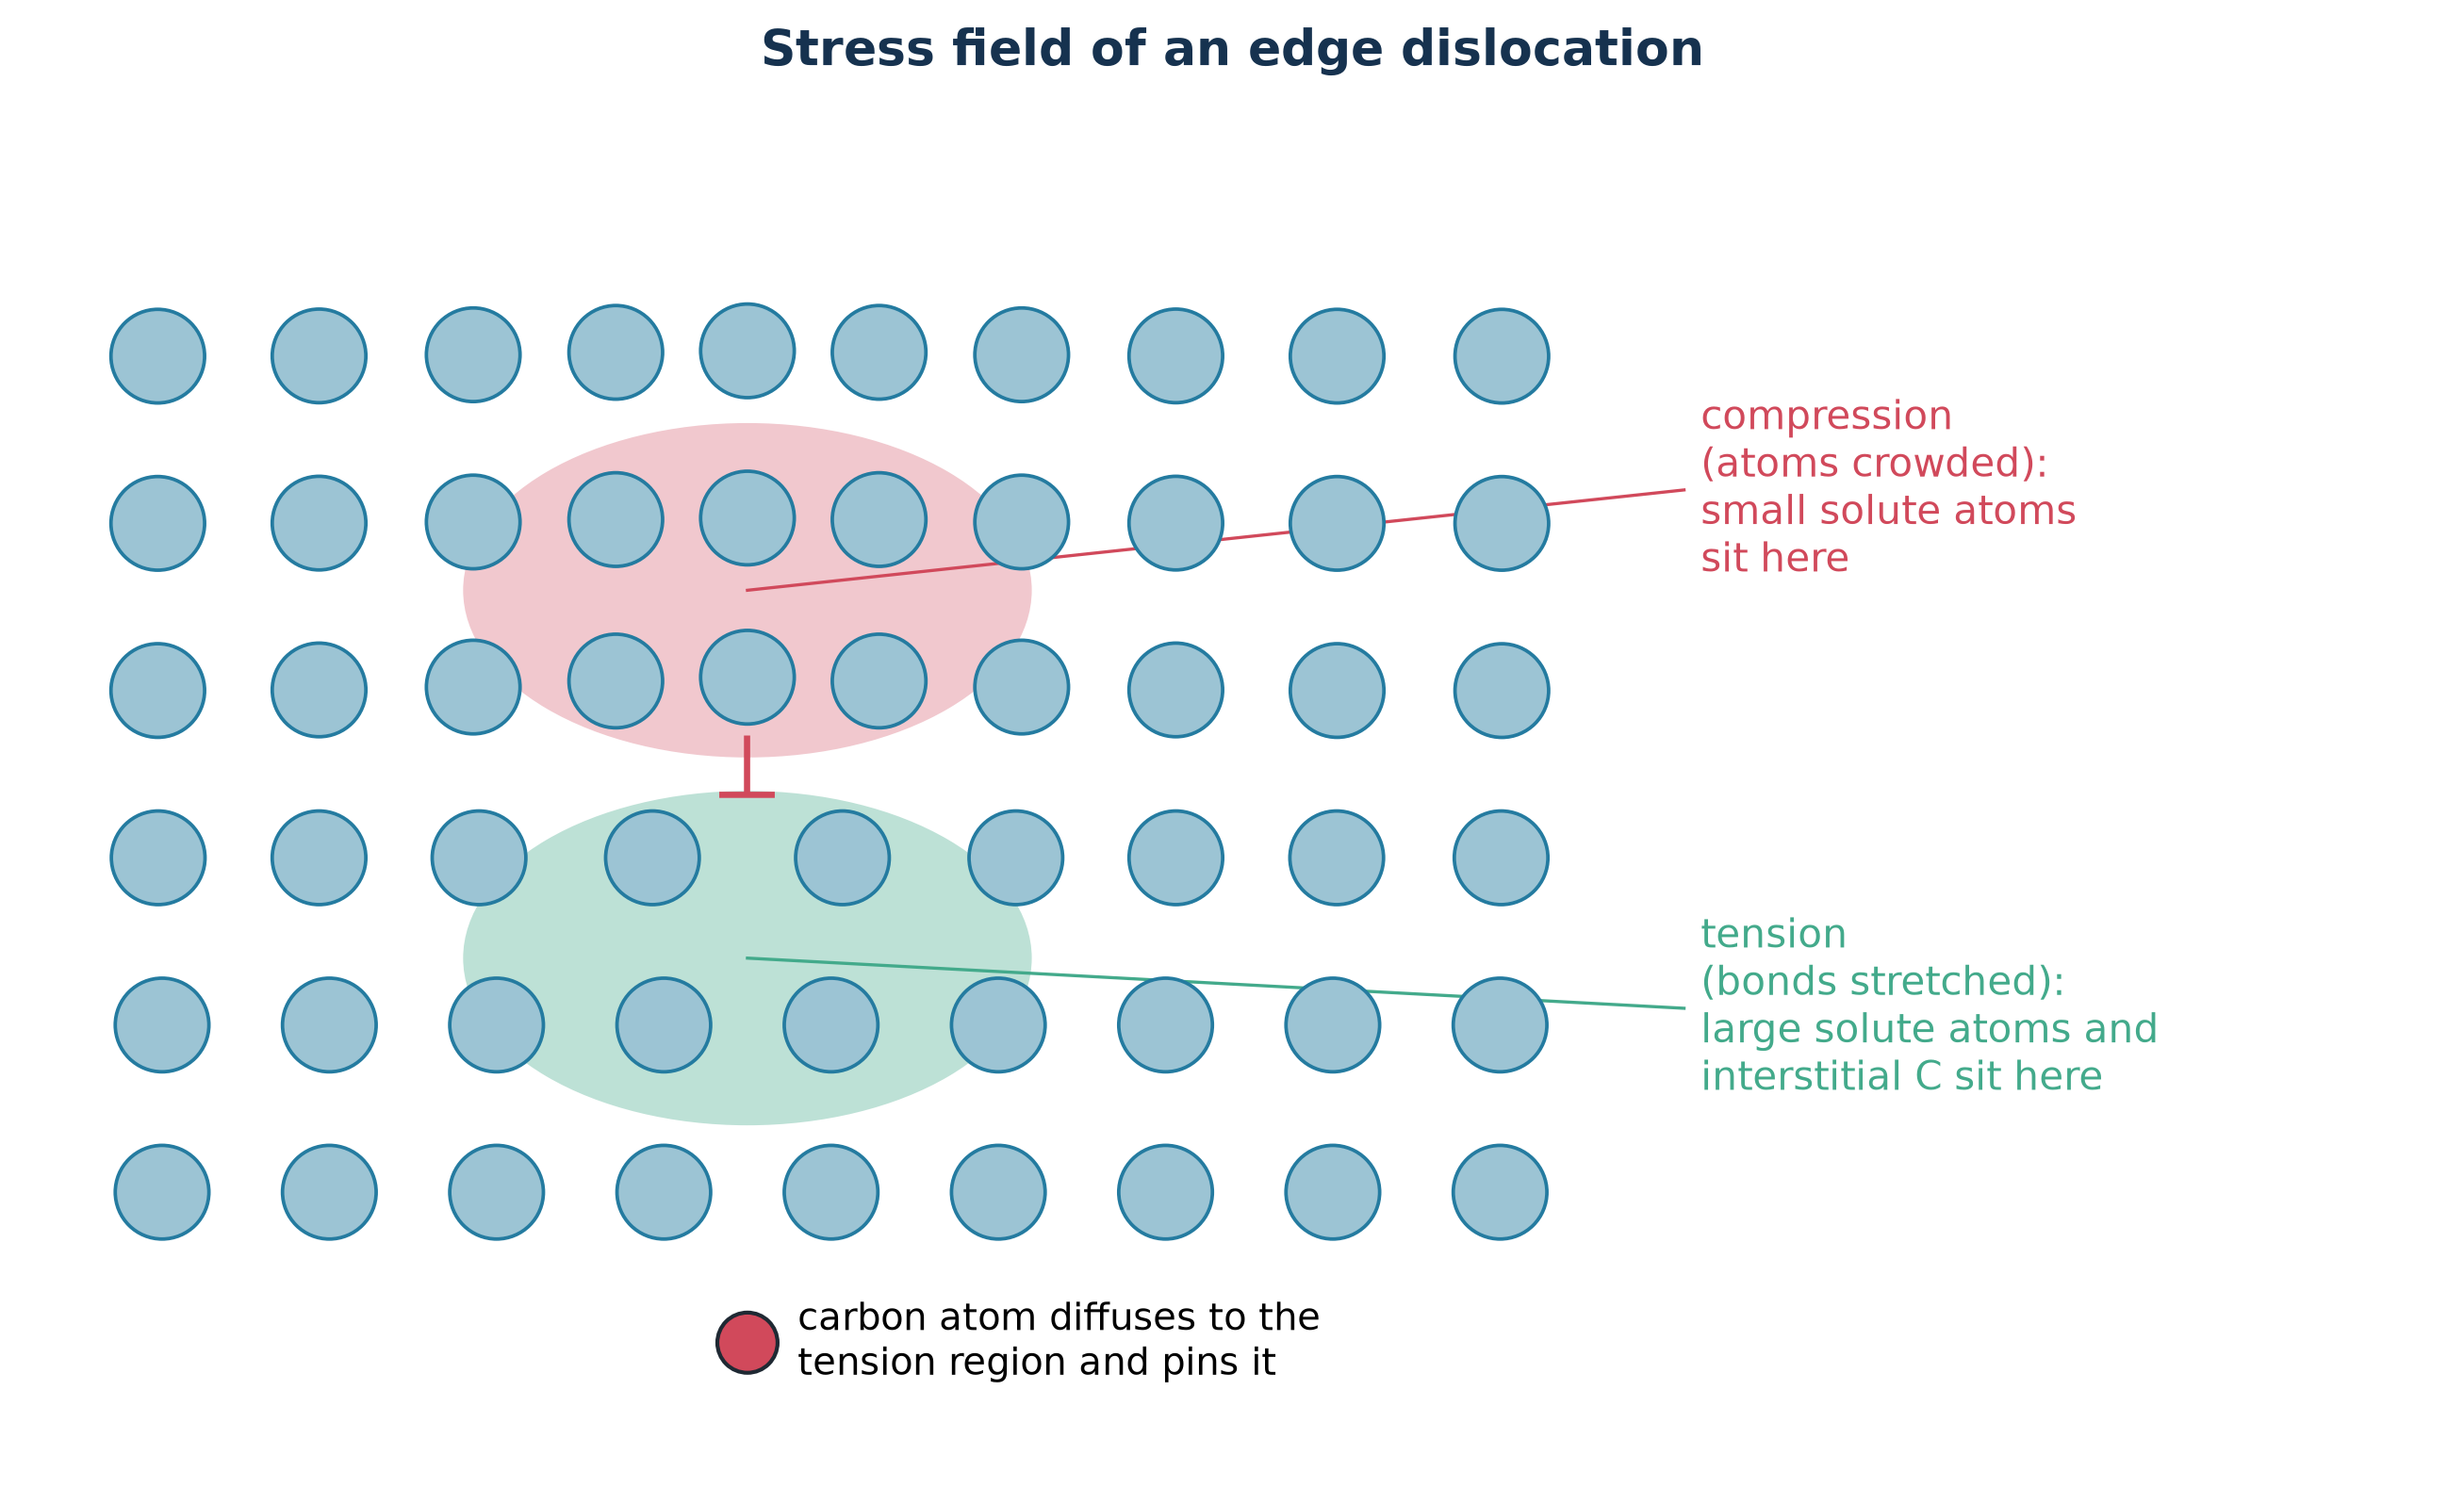 Stress field of an edge dislocation
compression
(atoms crowded):
small solute atoms
sit here
tension
(bonds stretched):
large solute atoms and
interstitial C sit here
carbon atom diffuses to the
tension region and pins it